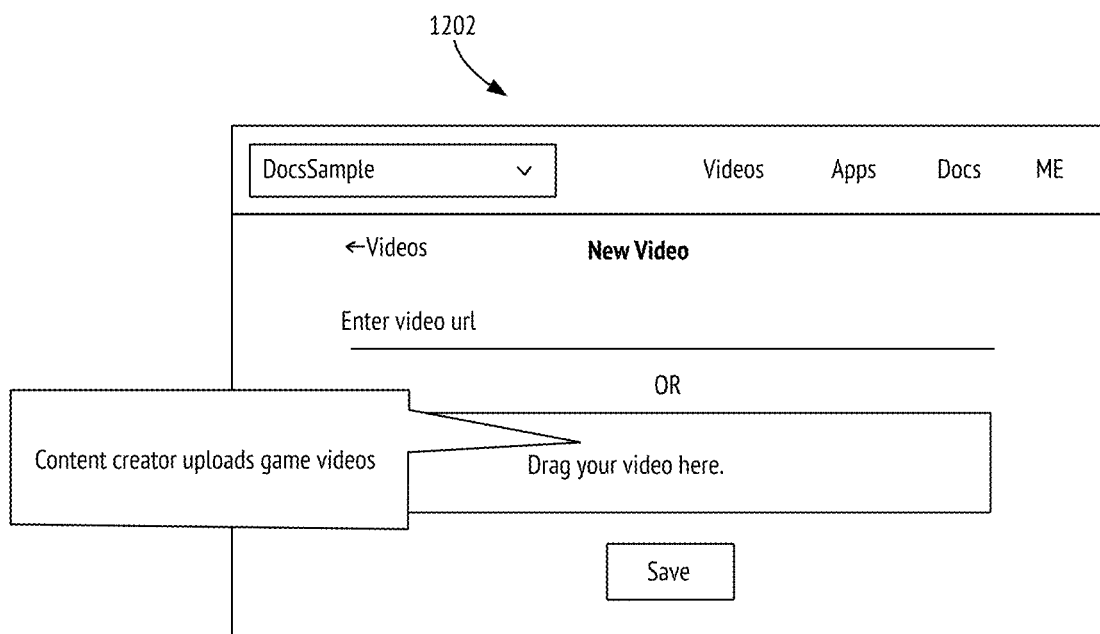 1202
DocsSample
Videos Apps Docs ME
←Videos
New Video
Enter video url
OR
Content creator uploads game videos
Drag your video here.
Save